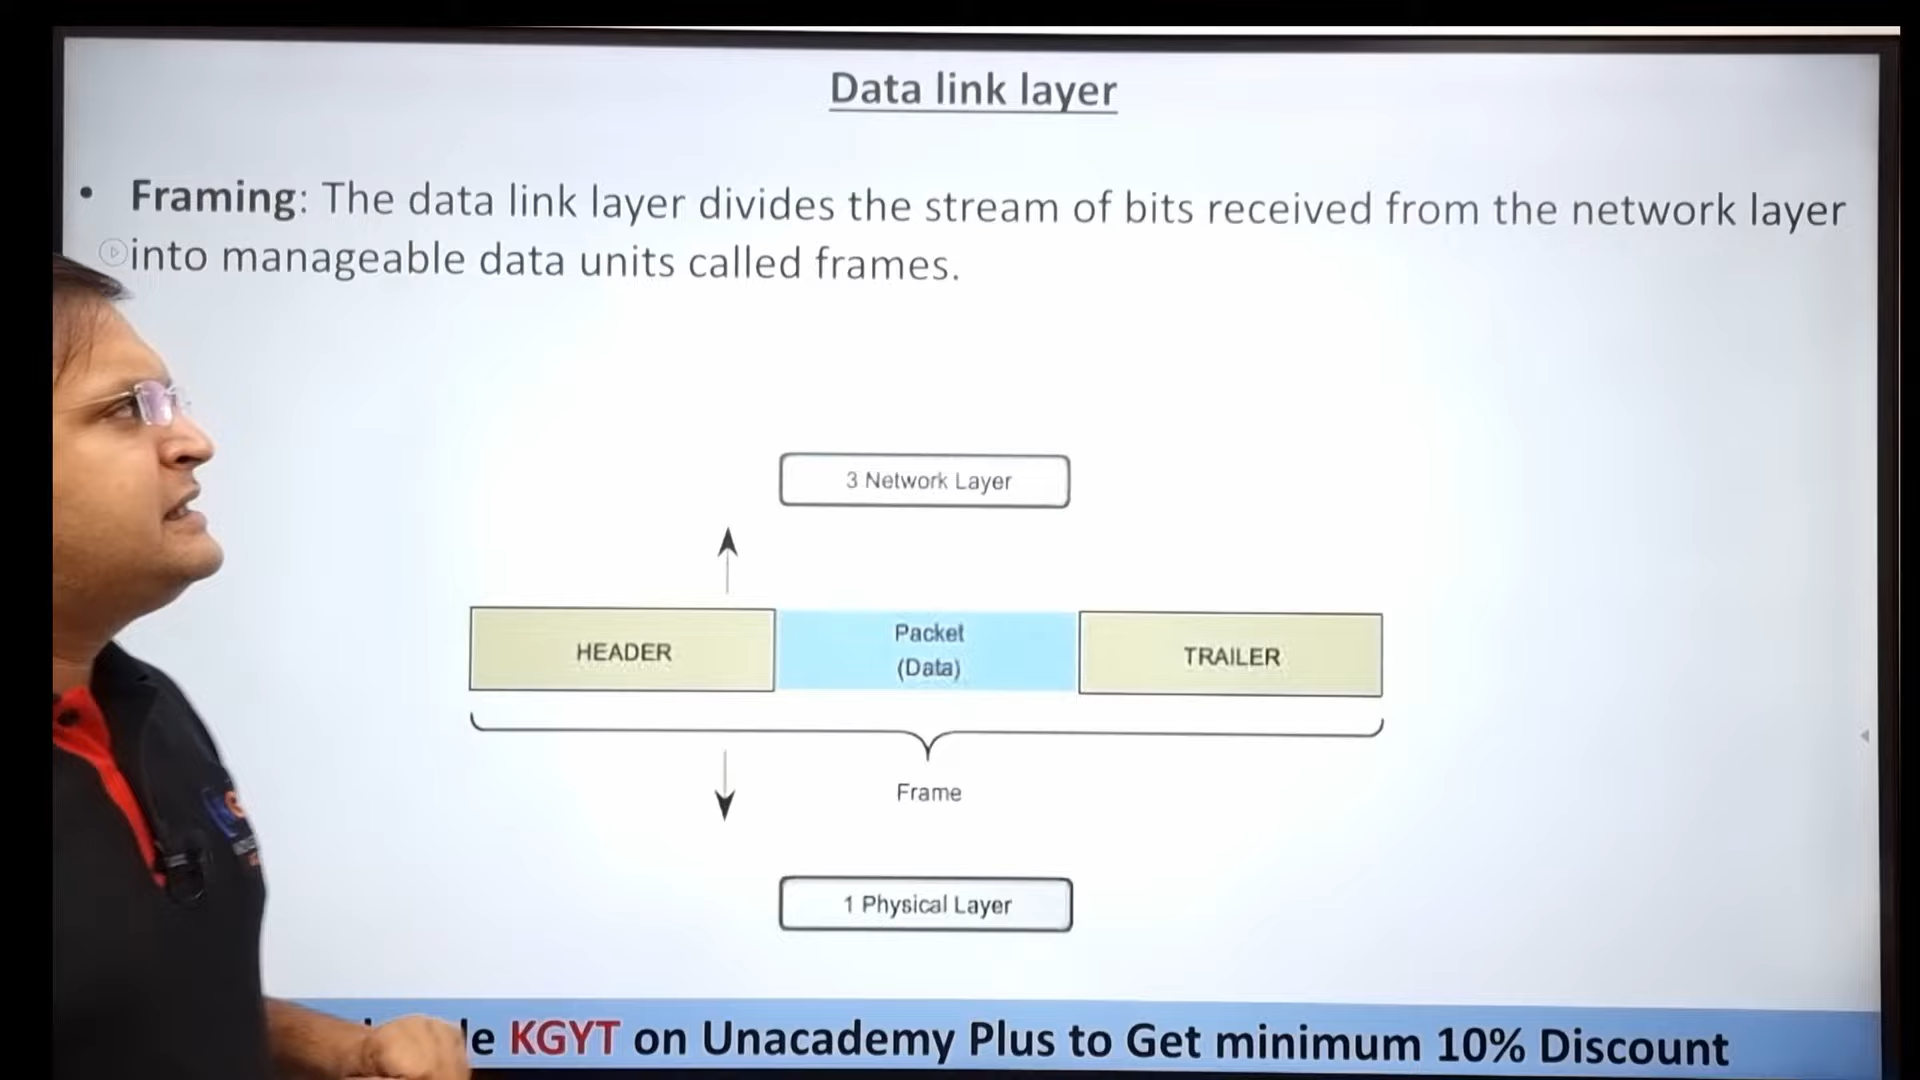 Data link layer
• Framing: The data link layer divides the stream of bits received from the network layer
into manageable data units called frames.
3 Network Layer
HEADER
Packet
(Data)
TRAILER
Frame
1 Physical Layer
KGYT on Unacademy Plus to Get minimum 10% Discount